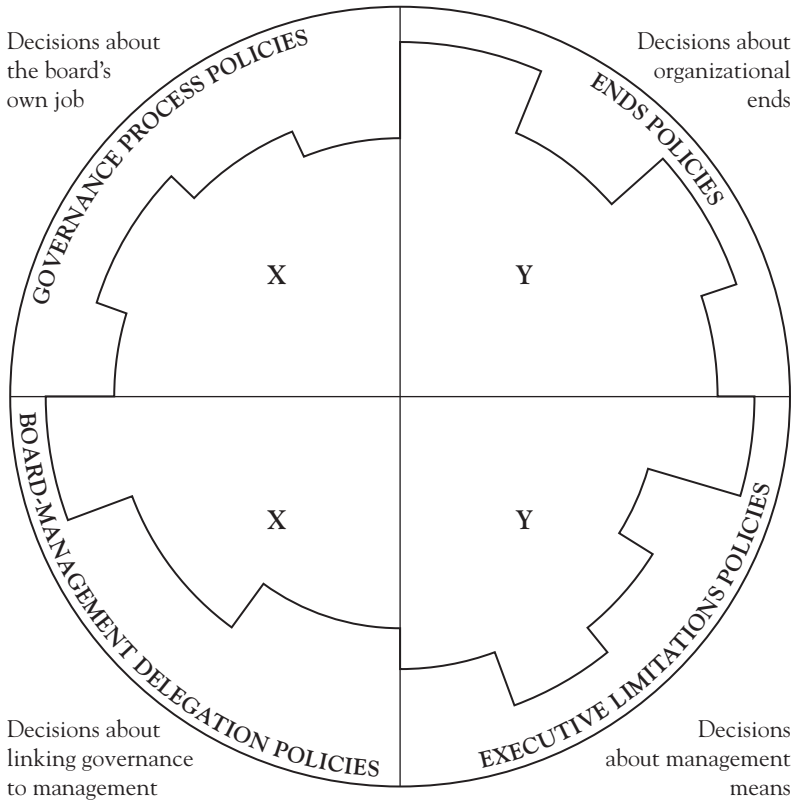 Decisions about
the board's
own job
GOVERNANCE PROCESS POLICIES
Decisions about
organizational
ends
ENDS POLICIES
X
Y
X
Y
BOARD-MANAGEMENT DELEGATION POLICIES
EXECUTIVE LIMITATIONS POLICIES
Decisions about
linking governance
to management
Decisions
about management
means